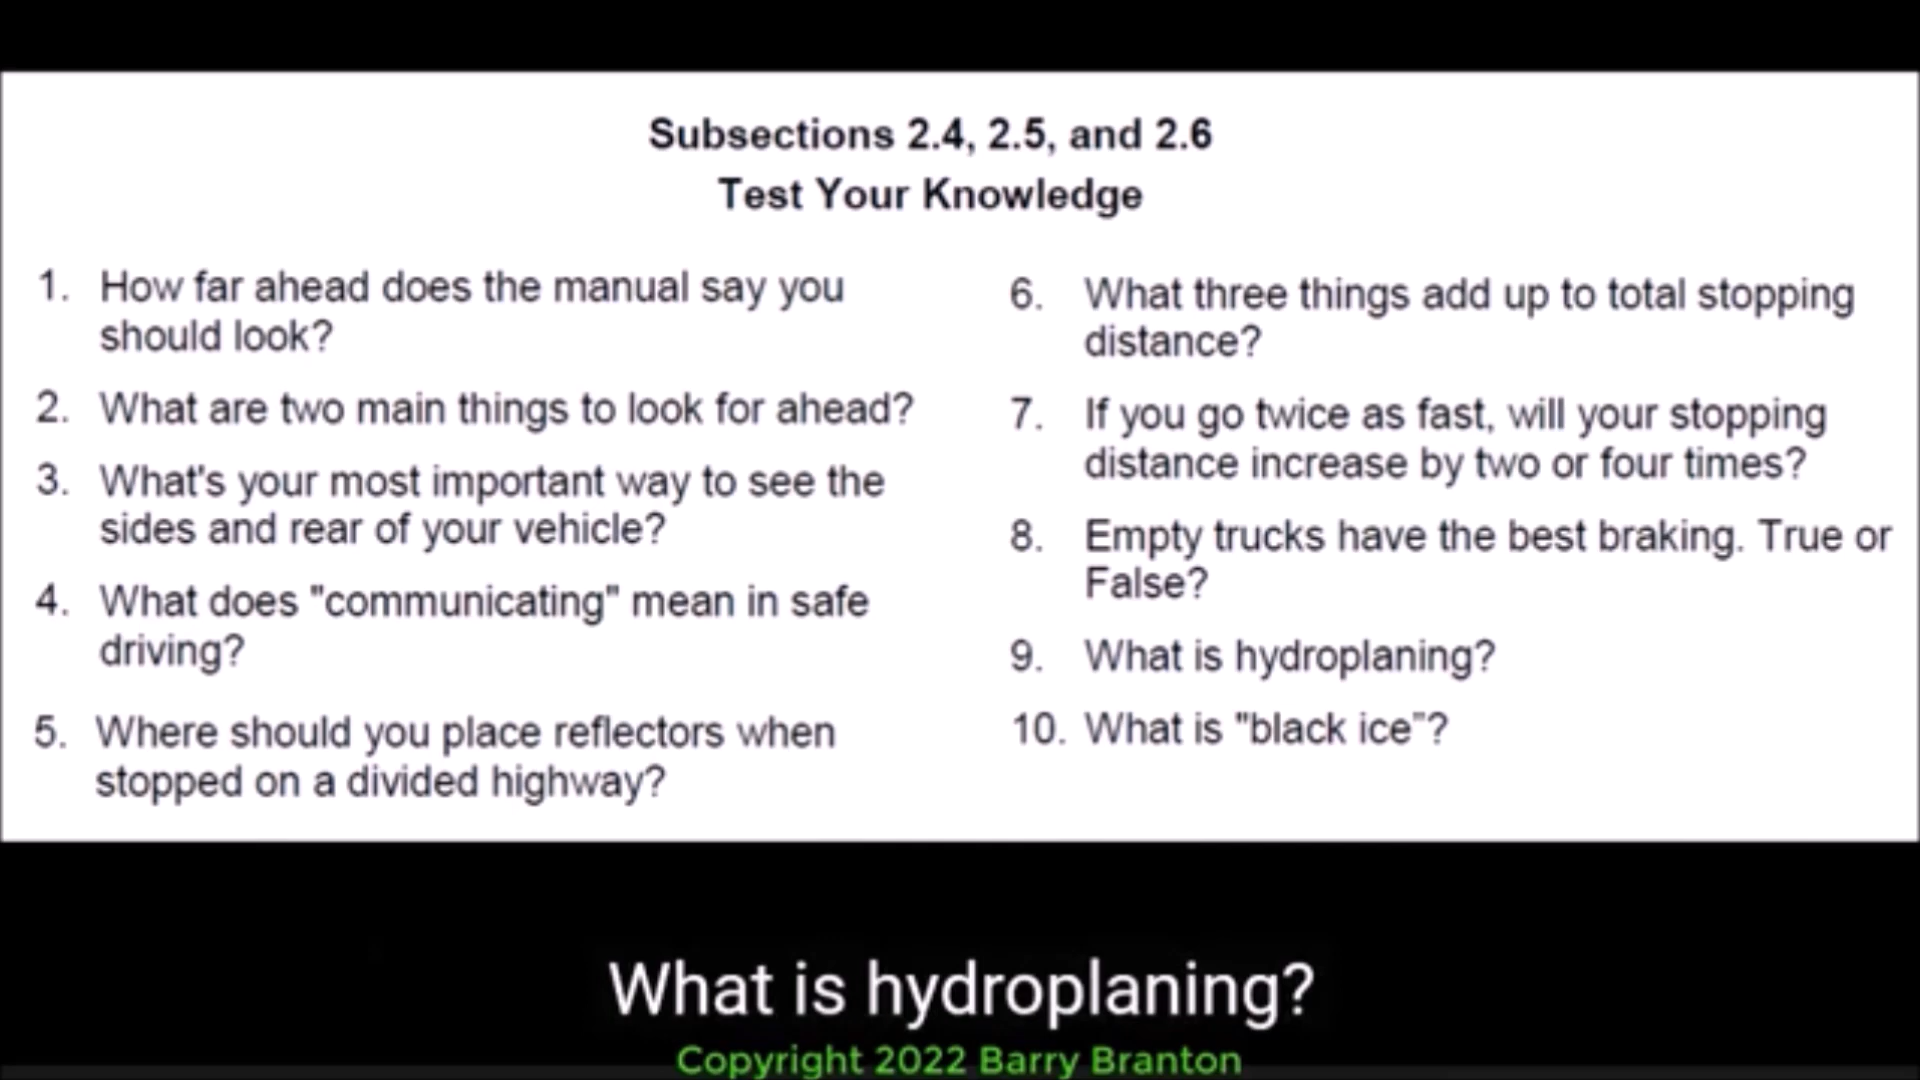 Subsections 2.4, 2.5, and 2.6
Test Your Knowledge
1. How far ahead does the manual say you
should look?
2. What are two main things to look for ahead?
3. What's your most important way to see the
sides and rear of your vehicle?
4. What does "communicating" mean in safe
driving?
5. Where should you place reflectors when
stopped on a divided highway?
6. What three things add up to total stopping
distance?
7. If you go twice as fast, will your stopping
distance increase by two or four times?
8. Empty trucks have the best braking. True or
False?
9. What is hydroplaning?
10. What is "black ice"?
What is hydroplaning?
Copyright 2022 Barry Branton